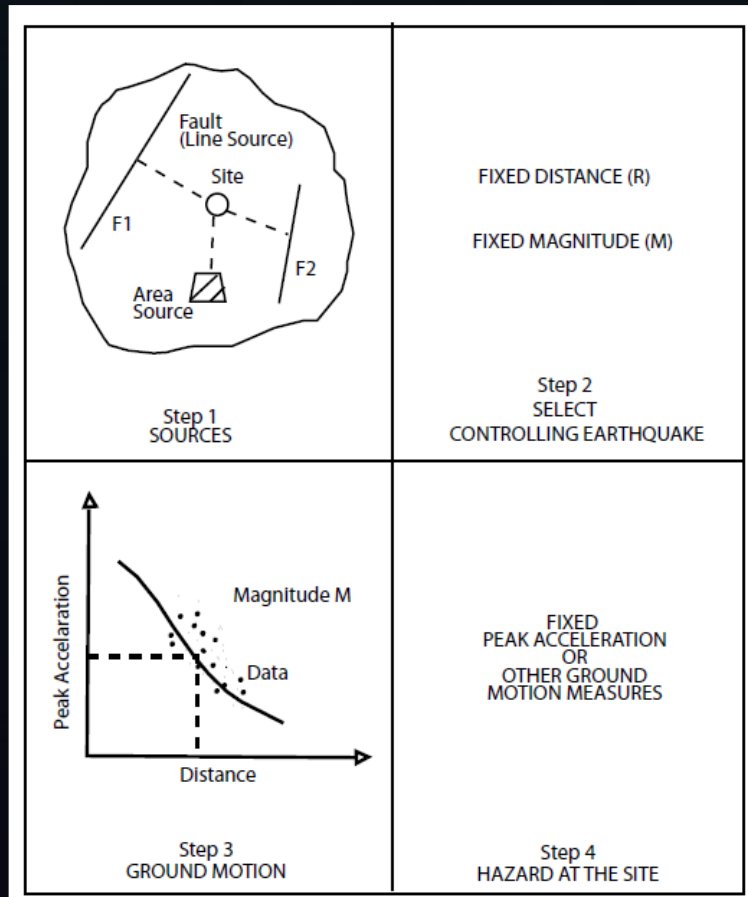 Fault
(Line Source)
Site
F1
F2
Area
Source
Step 1
SOURCES
FIXED DISTANCE (R)
FIXED MAGNITUDE (M)
Step 2
SELECT
CONTROLLING EARTHQUAKE
Peak Accelaration
Magnitude M
Data
Distance
Step 3
GROUND MOTION
FIXED
PEAK ACCELERATION
OR
OTHER GROUND
MOTION MEASURES
Step 4
HAZARD AT THE SITE